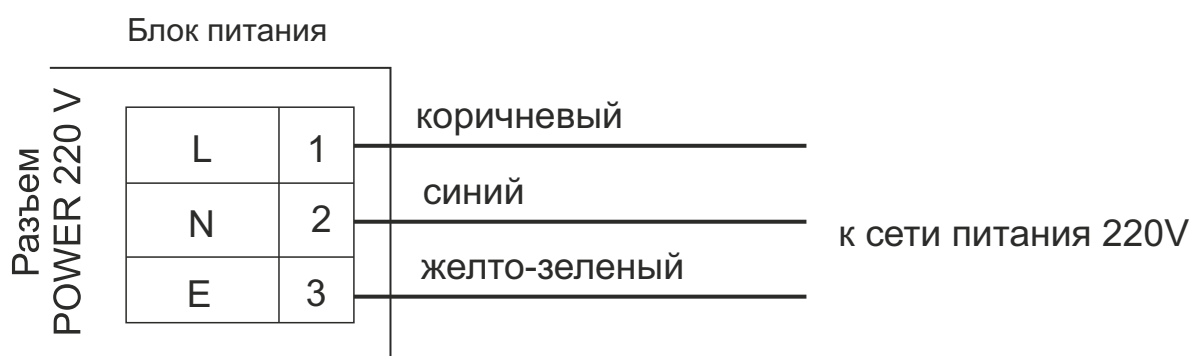 Блок питания
Разъем
POWER 220 V
L 1 коричневый
N 2 синий
E 3 желто-зеленый
к сети питания 220V